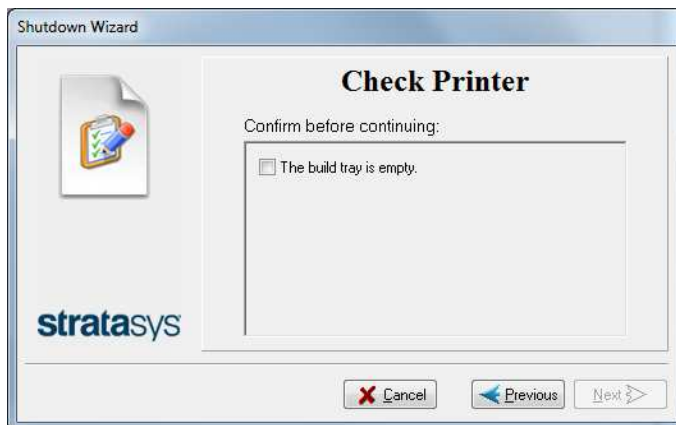 Shutdown Wizard
Check Printer
Confirm before continuing:
The build tray is empty.
stratasys
Cancel
Previous
Next